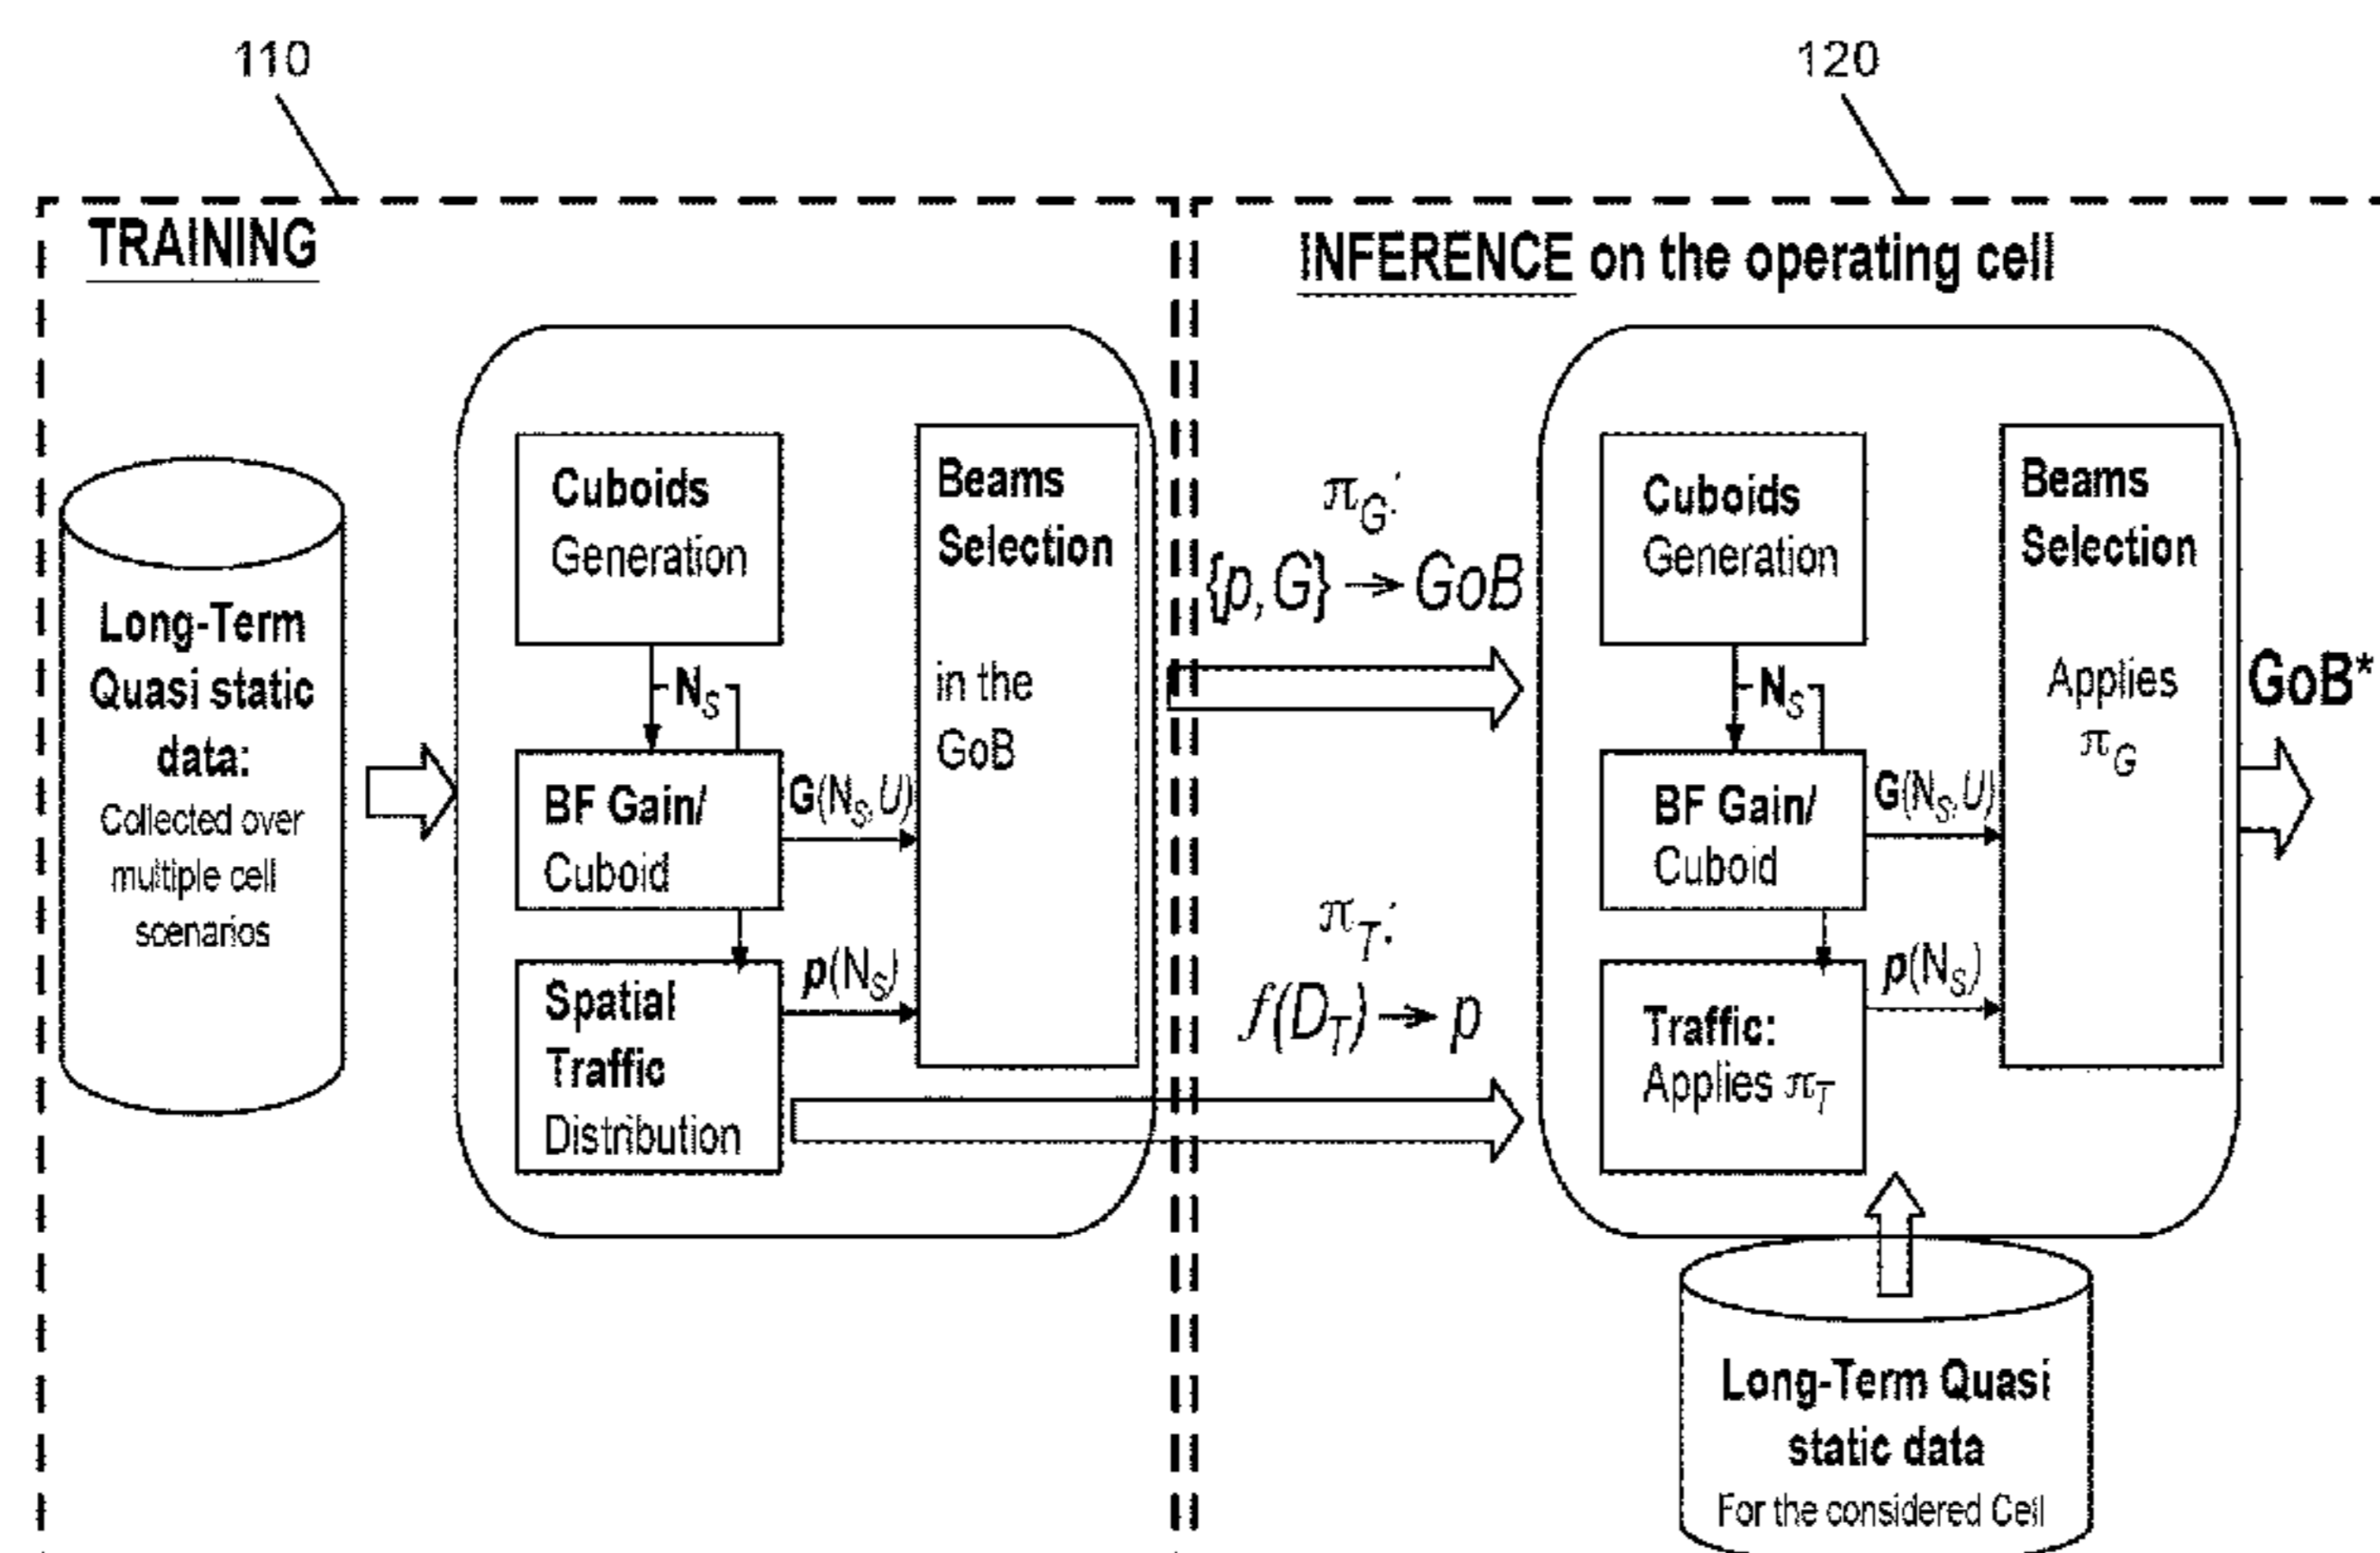 110
120
TRAINING
INFERENCE on the operating cell
Long-Term
Quasi static
data:
Collected over
multiple cell
scenarios
Cuboids
Generation
N_S
BF Gain/
Cuboid
G(N_S,U)
p(N_S)
Spatial
Traffic
Distribution
Beams
Selection
in the
GoB
π_G:
{p,G} → GoB
π_T:
f(D_T) → p
Cuboids
Generation
N_S
BF Gain/
Cuboid
G(N_S,U)
p(N_S)
Traffic:
Applies π_T
Beams
Selection
Applies
π_G
GoB*
Long-Term Quasi
static data
For the considered Cell